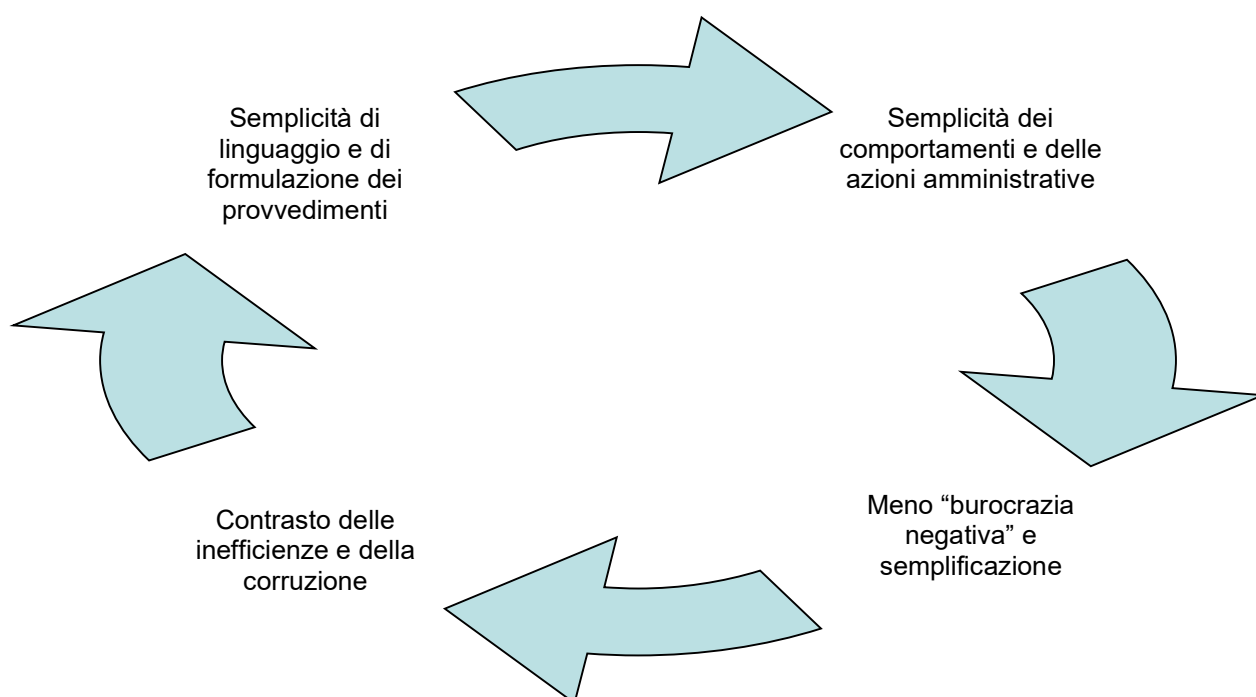 Semplicità di
linguaggio e di
formulazione dei
provvedimenti
Semplicità dei
comportamenti e delle
azioni amministrative
Meno “burocrazia
negativa” e
semplificazione
Contrasto delle
inefficienze e della
corruzione